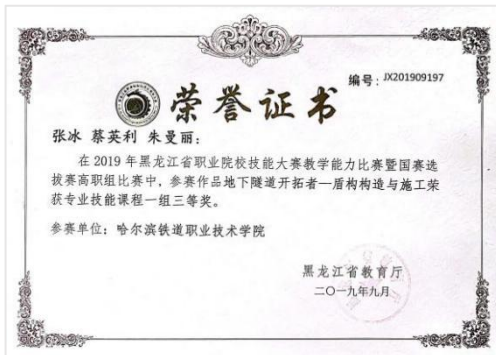 编号：JX201909197
荣誉证书
张冰 蔡英利 朱曼丽：
在 2019 年黑龙江省职业院校技能大赛教学能力比赛暨国赛选
拔赛高职组比赛中，参赛作品地下隧道开拓者—盾构构造与施工荣
获专业技能课程一组三等奖。
参赛单位：哈尔滨铁道职业技术学院
黑龙江省教育厅
二〇一九年九月